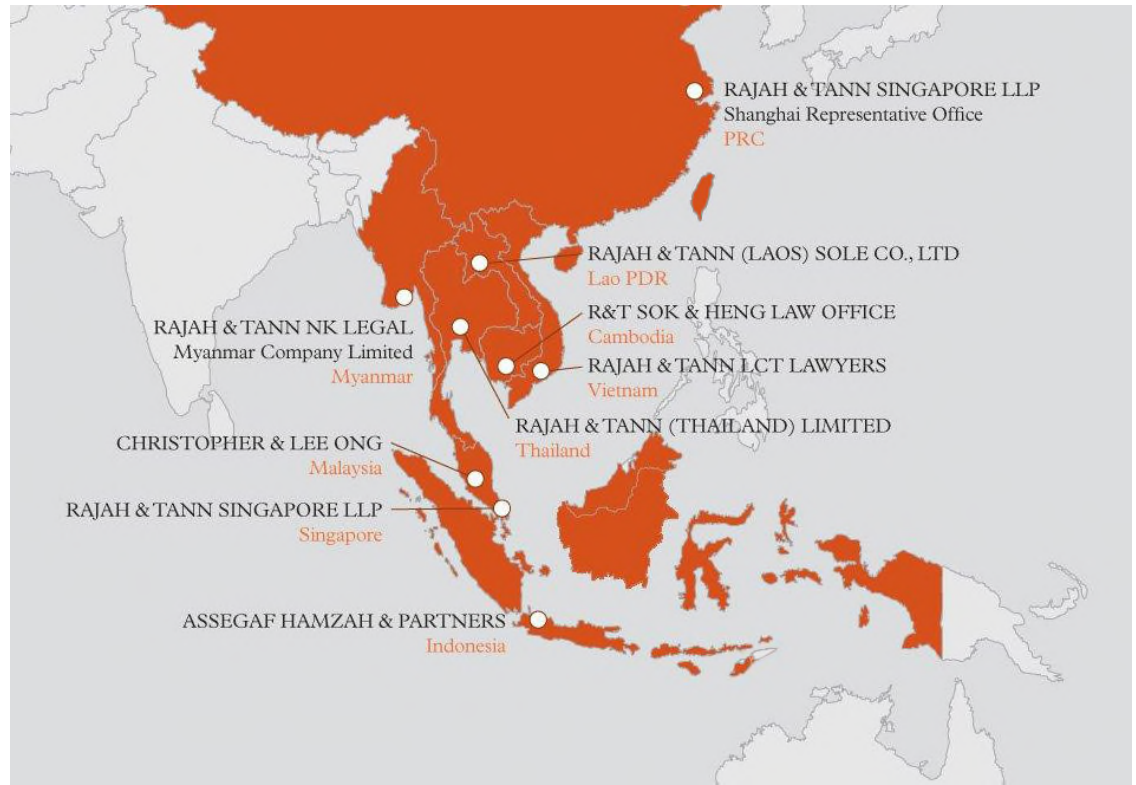 RAJAH & TANN SINGAPORE LLP
Shanghai Representative Office
PRC
RAJAH & TANN (LAOS) SOLE CO., LTD
Lao PDR
R&T SOK & HENG LAW OFFICE
Cambodia
RAJAH & TANN NK LEGAL
Myanmar Company Limited
Myanmar
RAJAH & TANN LCT LAWYERS
Vietnam
RAJAH & TANN (THAILAND) LIMITED
Thailand
CHRISTOPHER & LEE ONG
Malaysia
RAJAH & TANN SINGAPORE LLP
Singapore
ASSEGAF HAMZAH & PARTNERS
Indonesia